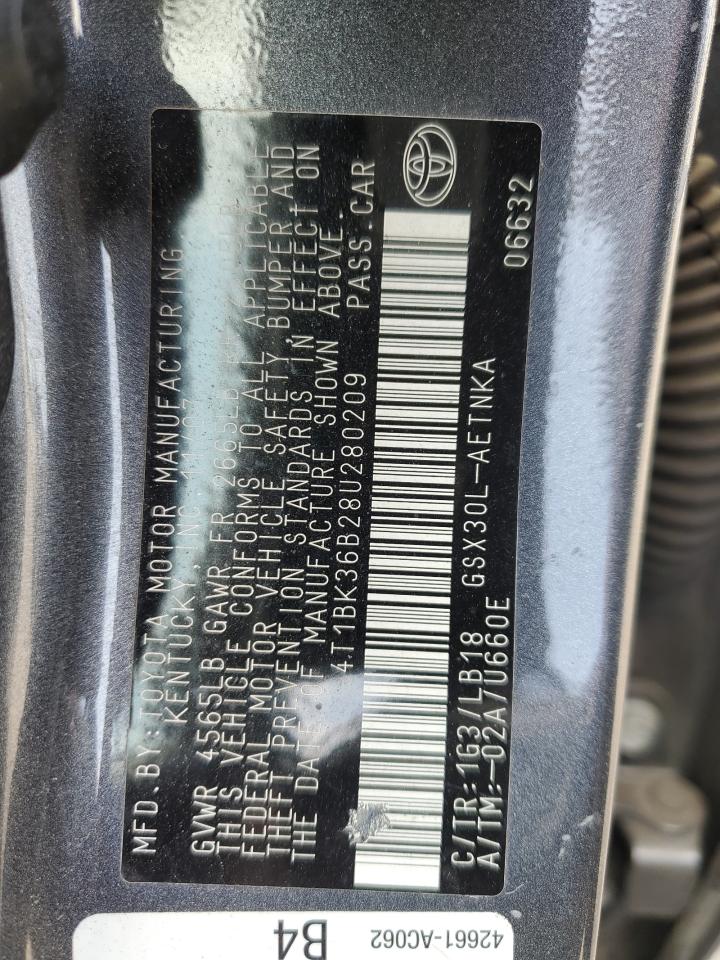 MFD.BY:TOYOTA MOTOR MANUFACTURING
KENTUCKY,INC. 11/07
GVWR 4565LB GAWR FR 2665LB
THIS VEHICLE CONFORMS TO ALL APPLICABLE
FEDERAL MOTOR VEHICLE SAFETY, BUMPER,AND
THEFT PREVENTION STANDARDS IN EFFECT ON
THE DATE OF MANUFACTURE SHOWN ABOVE.
4T1BK36B28U280209 PASS.CAR
C/TR:1G3/LB18 GSX30L-AETNKA 06632
A/TM:-02A/U660E
42661-AC062
B4